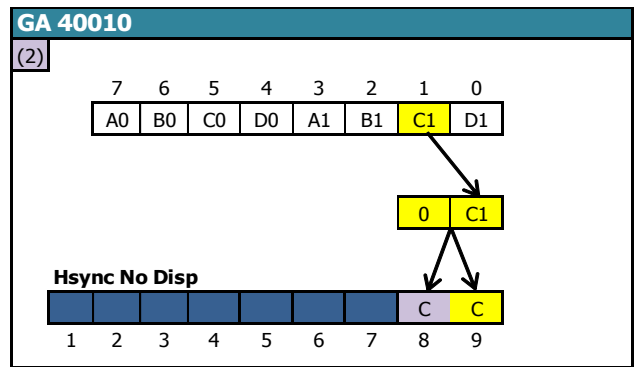 GA 40010
(2)
7 6 5 4 3 2 1 0
A0 B0 C0 D0 A1 B1 C1 D1
0 C1
Hsync No Disp
C C
1 2 3 4 5 6 7 8 9